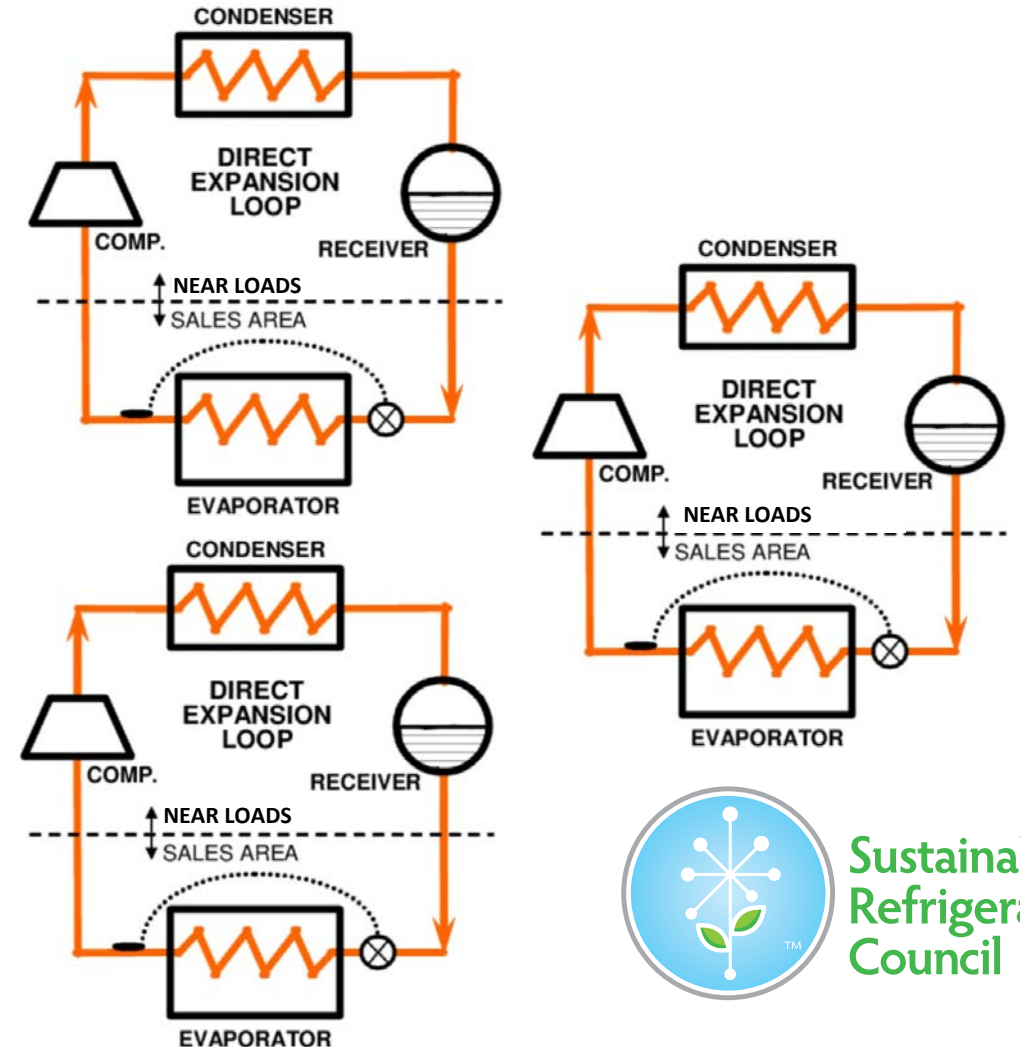 CONDENSER
DIRECT
EXPANSION
LOOP
COMP.
RECEIVER
NEAR LOADS
SALES AREA
EVAPORATOR
CONDENSER
DIRECT
EXPANSION
LOOP
COMP.
RECEIVER
NEAR LOADS
SALES AREA
EVAPORATOR
CONDENSER
DIRECT
EXPANSION
LOOP
COMP.
RECEIVER
NEAR LOADS
SALES AREA
EVAPORATOR
TM
Council